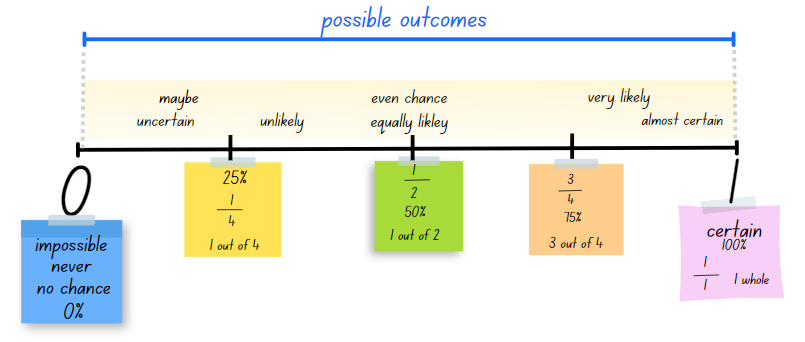 possible outcomes
maybe
even chance
very likely
uncertain
unlikely
equally likley
almost certain
0
1
impossible
never
no chance
0%
25%
1
4
1 out of 4
1
2
50%
1 out of 2
3
4
75%
3 out of 4
certain
100%
1
1
1 whole